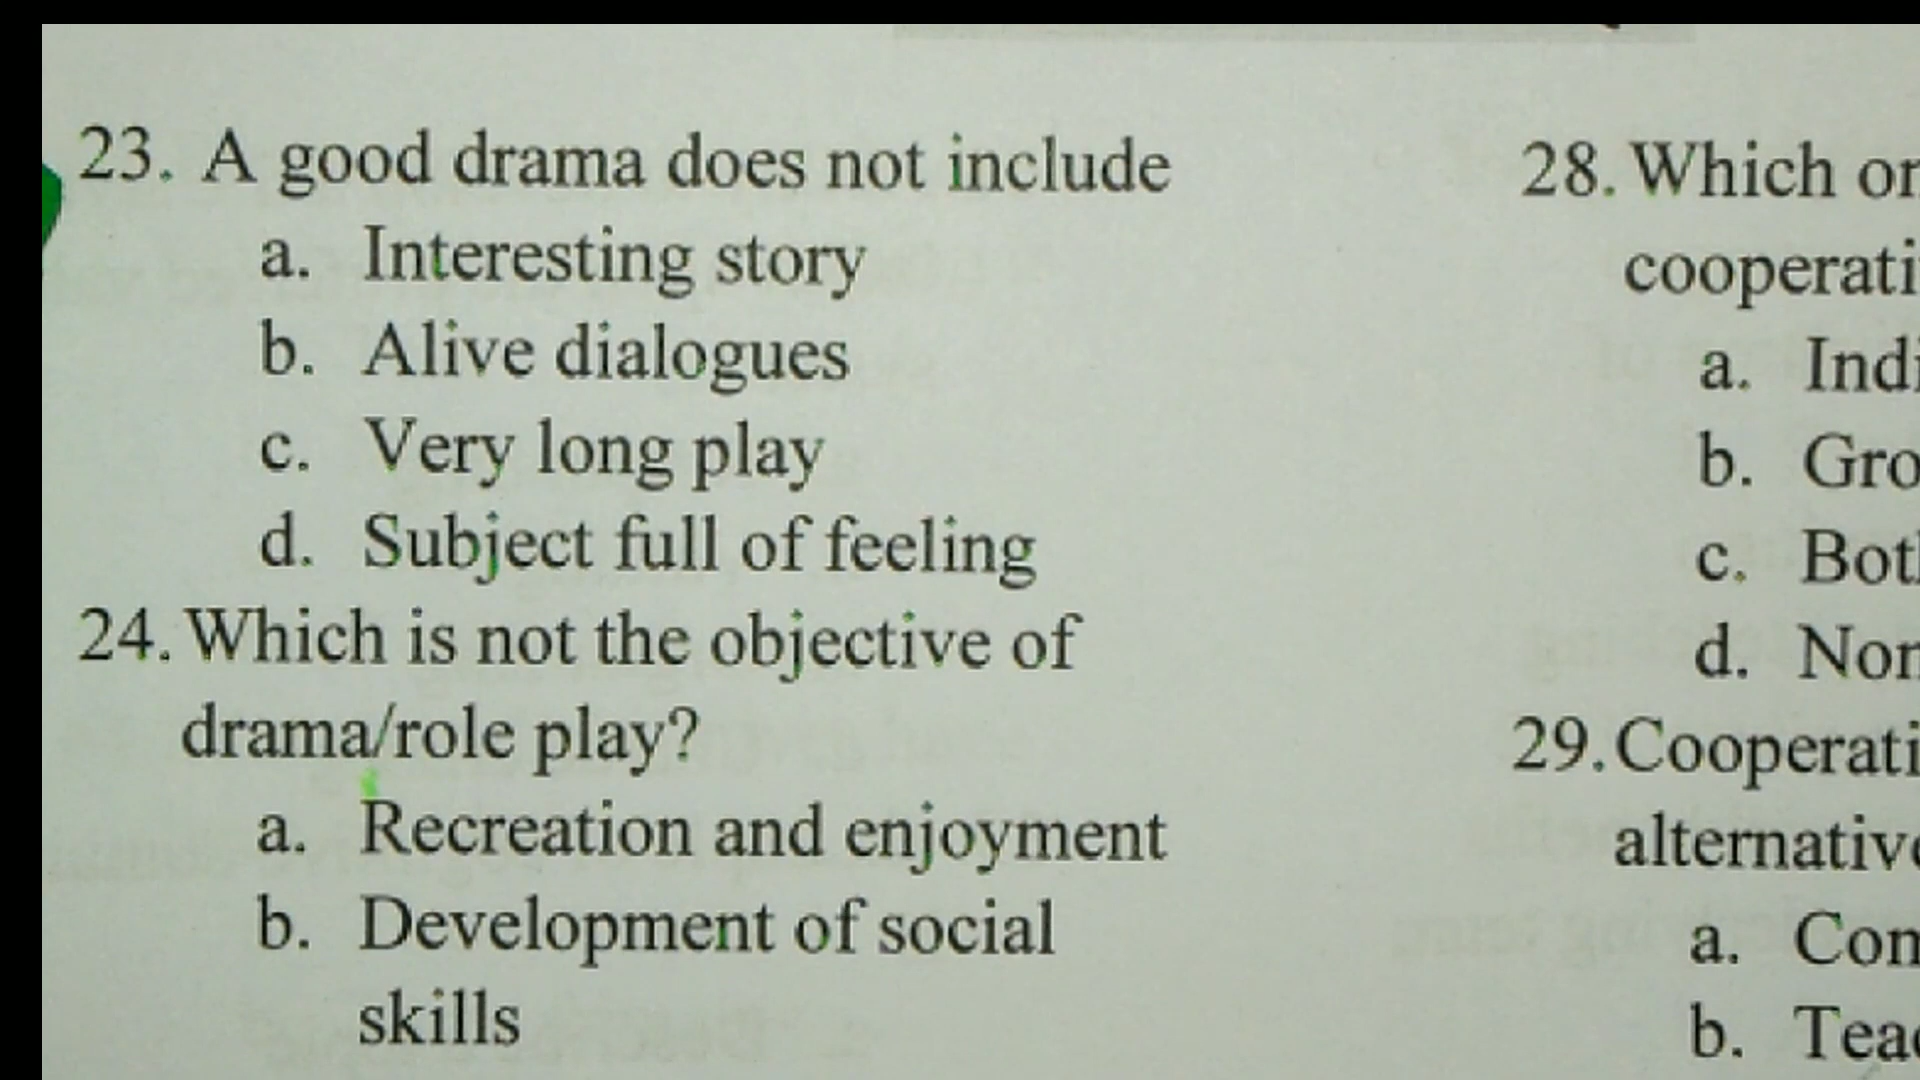 23. A good drama does not include
a. Interesting story
b. Alive dialogues
c. Very long play
d. Subject full of feeling
24. Which is not the objective of
drama/role play?
a. Recreation and enjoyment
b. Development of social
skills
28. Which
a.
b.
c.
d.
29.
a.
b.